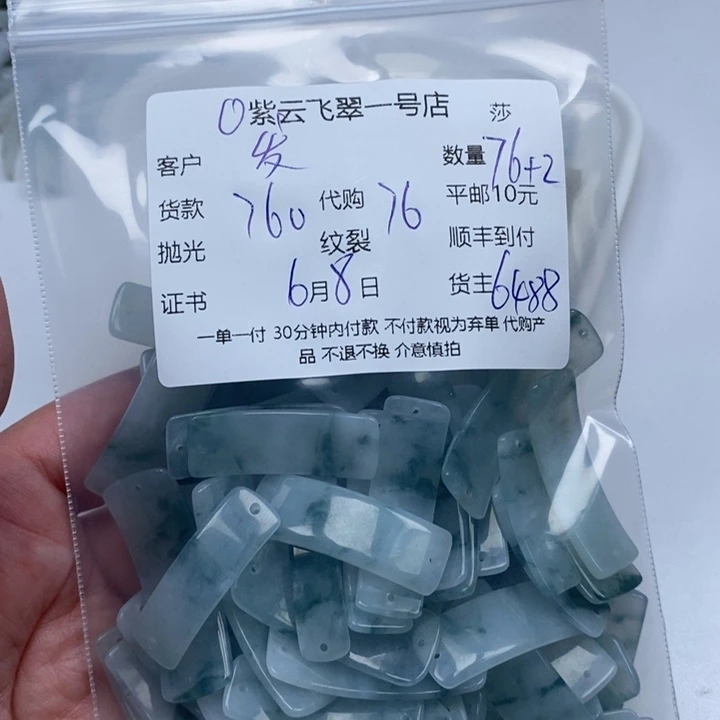 O紫云飞翠一号店 莎
客户 发 数量 76+2
货款 760 代购 76 平邮10元
抛光 纹裂 顺丰到付
证书 6月8日 货主 6488
一单一付 30分钟内付款 不付款视为弃单 代购产
品 不退不换 介意慎拍